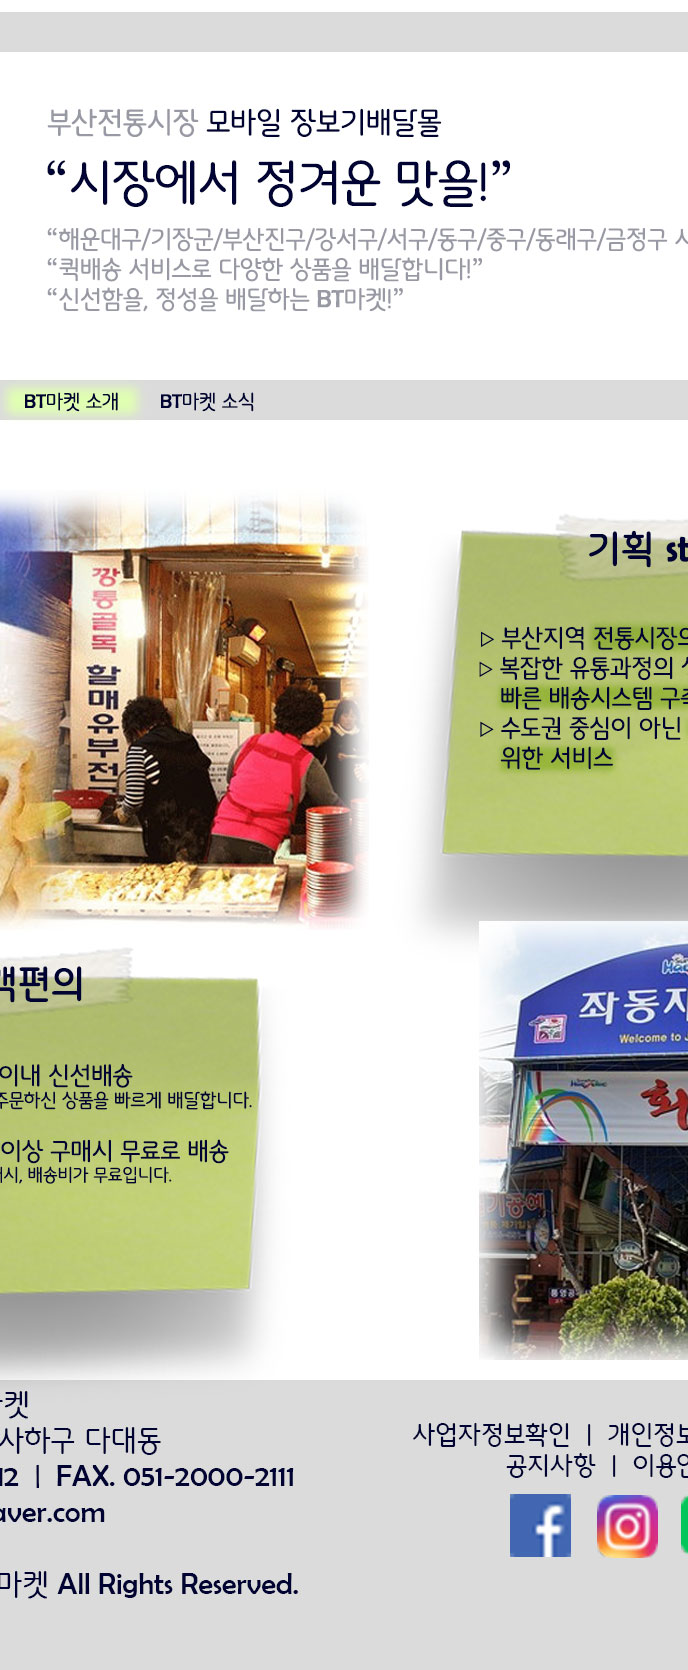 부산전통시장 모바일 장보기배달몰
“시장에서 정겨운 맛을!”
“해운대구/기장군/부산진구/강서구/서구/동구/중구/동래구/금정구
“퀵배송 서비스로 다양한 상품을 배달합니다!”
“신선함을, 정성을 배달하는 BT마켓!”
BT마켓 소개 BT마켓 소식
깡통골목 할매유부전
기획 st
▷ 부산지역 전통시장의
▷ 복잡한 유통과정의
빠른 배송시스템 구축
▷ 수도권 중심이 아닌
위한 서비스
객편의
이내 신선배송
주문하신 상품을 빠르게 배달합니다.
이상 구매시 무료로 배송
매시, 배송비가 무료입니다.
좌동재
Welcome to J
마켓
사하구 다대동
12 | FAX. 051-2000-2111
aver.com
마켓 All Rights Reserved.
사업자정보확인 | 개인정보
공지사항 | 이용안